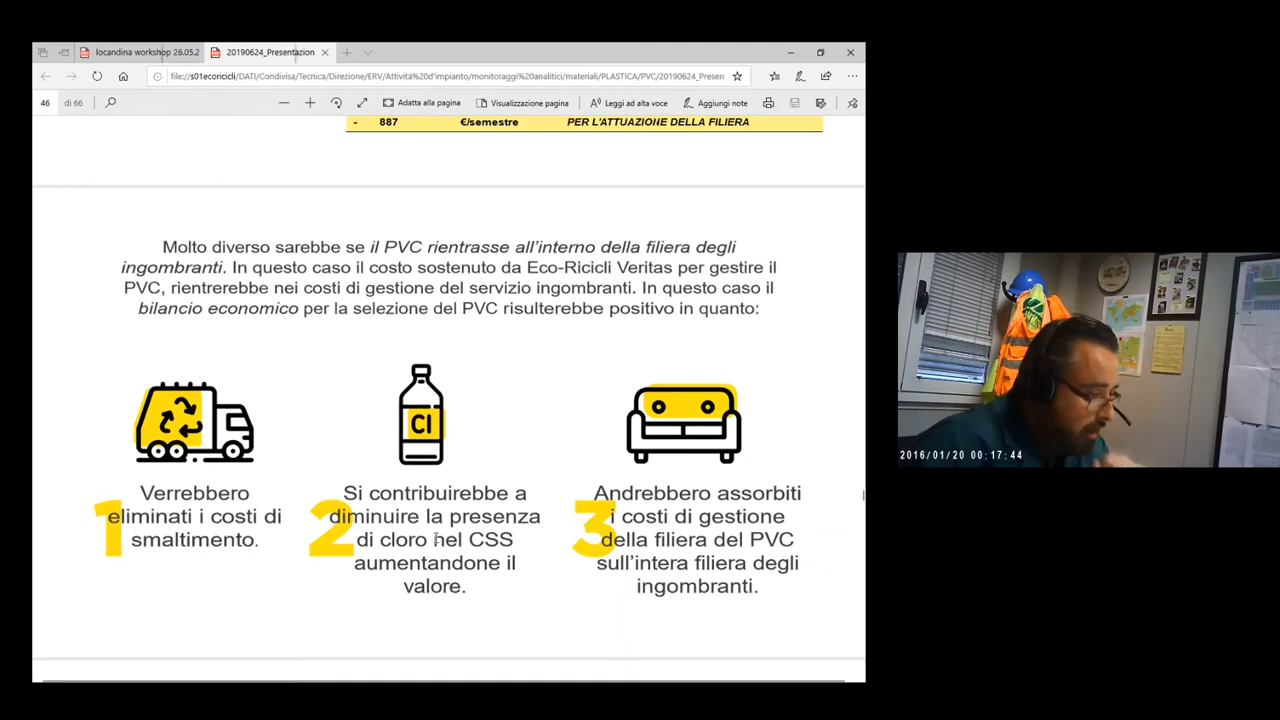 locandina workshop 26.05.2
20190624_Presentazion
file://s01ecoricicli/DATI/Condivisa/Tecnica/Direzione/ERV/Attività%20d'impianto/monitoraggi%20analitici/materiali/PLASTICA/PVC/20190624_Presen
46 di 66
Adatta alla pagina
Visualizzazione pagina
Leggi ad alta voce
Aggiungi note
- 887 €/semestre PER L'ATTUAZIONE DELLA FILIERA
Molto diverso sarebbe se il PVC rientrasse all'interno della filiera degli
ingombranti. In questo caso il costo sostenuto da Eco-Ricicli Veritas per gestire il
PVC, rientrerebbe nei costi di gestione del servizio ingombranti. In questo caso il
bilancio economico per la selezione del PVC risulterebbe positivo in quanto:
1
Verrebbero
eliminati i costi di
smaltimento.
Cl
2
Si contribuirebbe a
diminuire la presenza
di cloro nel CSS
aumentandone il
valore.
3
Andrebbero assorbiti
i costi di gestione
della filiera del PVC
sull'intera filiera degli
ingombranti.
2016/01/20 00:17:44